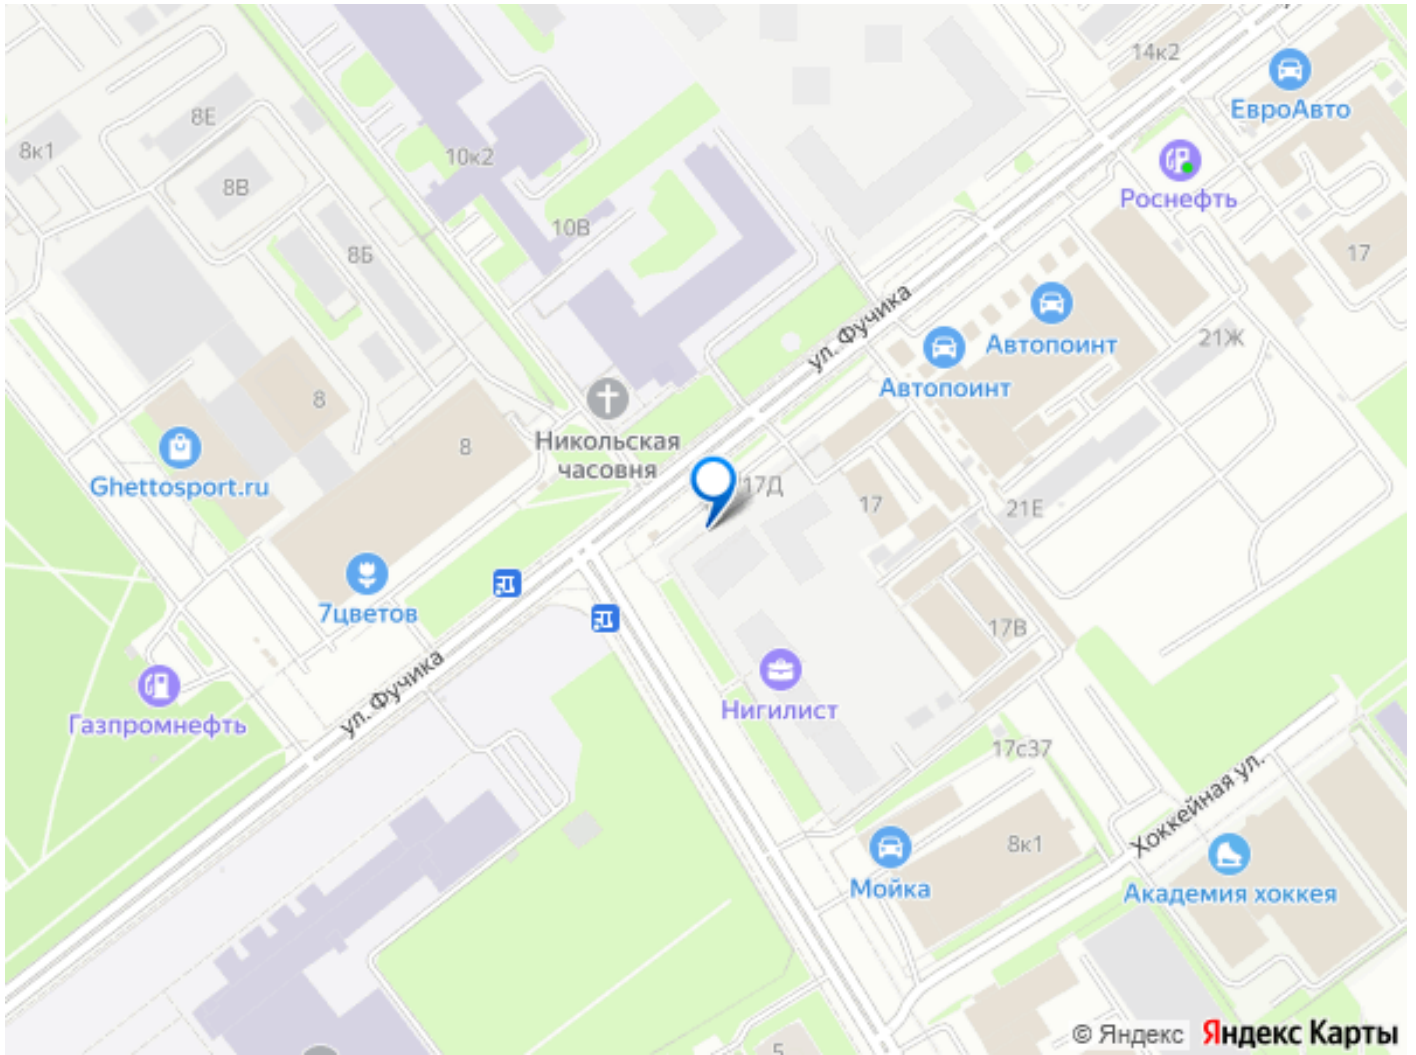 14к2
ЕвроАвто
8Е
8к1
10к2
8В
Роснефть
10В
8Б
17
ул. Фучика
Автопоинт
21Ж
Автопоинт
8
8
Никольская
часовня
Ghettosport.ru
17Д
17
21Е
7цветов
17В
ул. Фучика
Газпромнефть
Нигилист
17с37
Хоккейная ул.
8к1
Мойка
Академия хоккея
© Яндекс Яндекс Карты
5